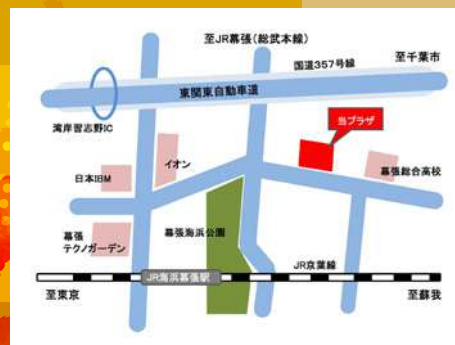 至JR幕張(総武本線)
国道357号線
至千葉市
東関東自動車道
当プラザ
湾岸習志野IC
イオン
幕張総合高校
日本IBM
幕張海浜公園
幕張
テクノガーデン
JR京葉線
JR海浜幕張駅
至東京
至蘇我